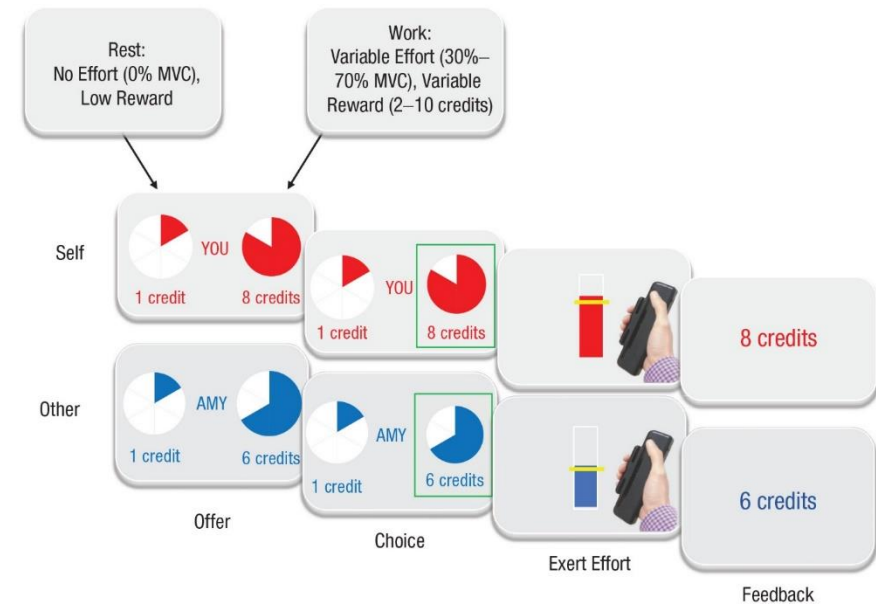 Rest:
No Effort (0% MVC),
Low Reward
Work:
Variable Effort (30%–
70% MVC), Variable
Reward (2–10 credits)
Self
YOU
1 credit
8 credits
YOU
1 credit
8 credits
8 credits
Other
AMY
1 credit
6 credits
AMY
1 credit
6 credits
6 credits
Offer
Choice
Exert Effort
Feedback